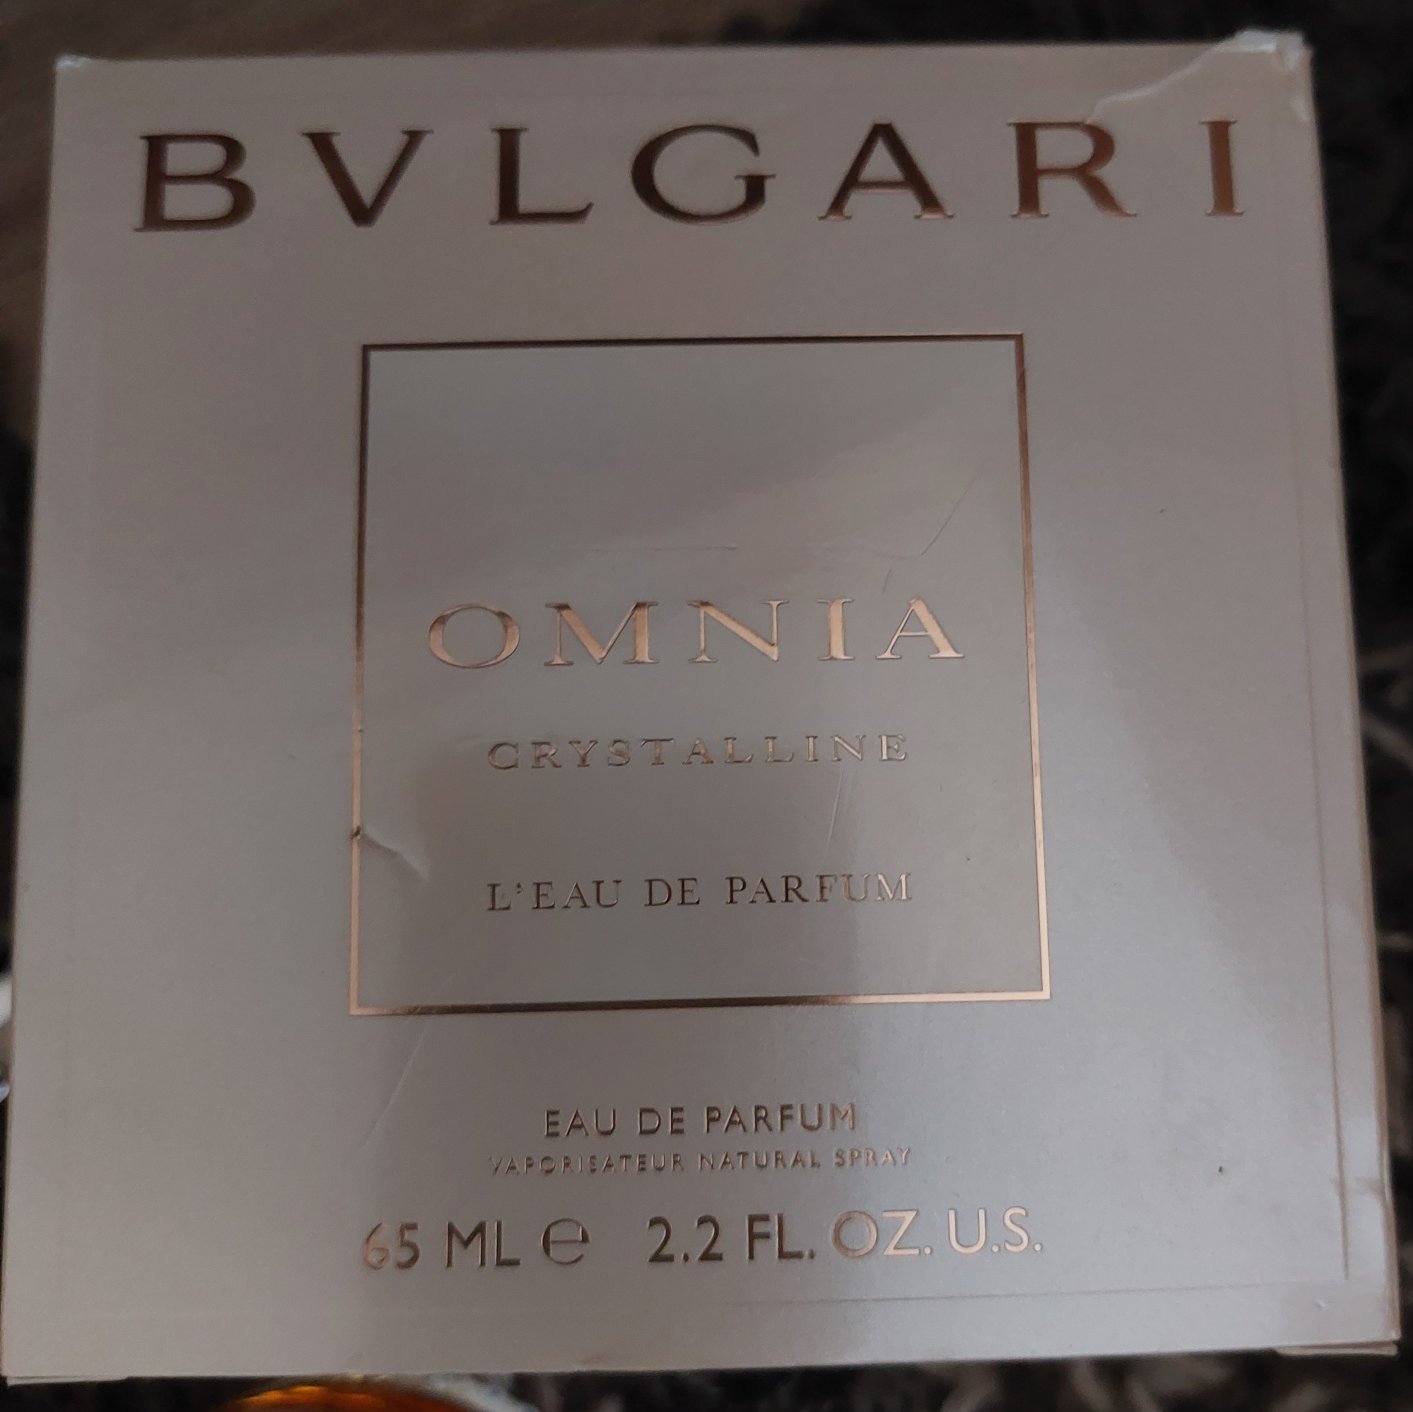 BVLGARI
OMNIA
CRYSTALLINE
L'EAU DE PARFUM
EAU DE PARFUM
VAPORISATEUR NATURAL SPRAY
65 ML ℮ 2.2 FL. OZ. U.S.